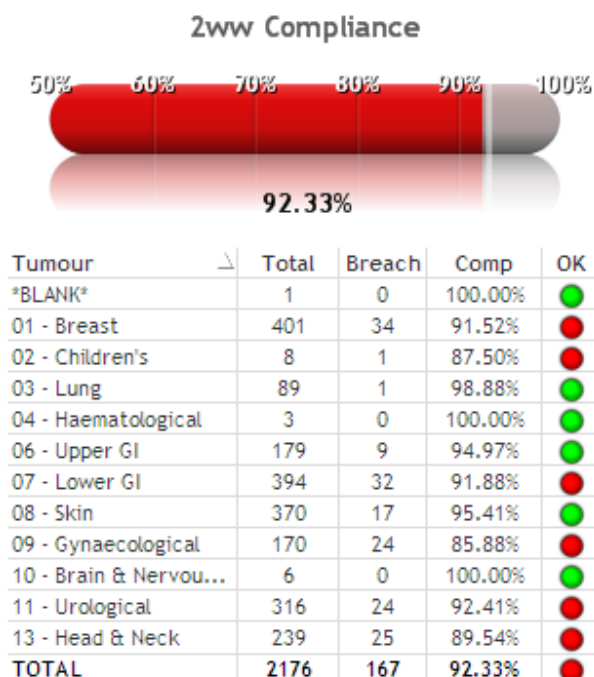 2ww Compliance
50% 60% 70% 80% 90% 100%
92.33%
Tumour Total Breach Comp OK
*BLANK* 1 0 100.00%
01 - Breast 401 34 91.52%
02 - Children's 8 1 87.50%
03 - Lung 89 1 98.88%
04 - Haematological 3 0 100.00%
06 - Upper GI 179 9 94.97%
07 - Lower GI 394 32 91.88%
08 - Skin 370 17 95.41%
09 - Gynaecological 170 24 85.88%
10 - Brain & Nervou... 6 0 100.00%
11 - Urological 316 24 92.41%
13 - Head & Neck 239 25 89.54%
TOTAL 2176 167 92.33%